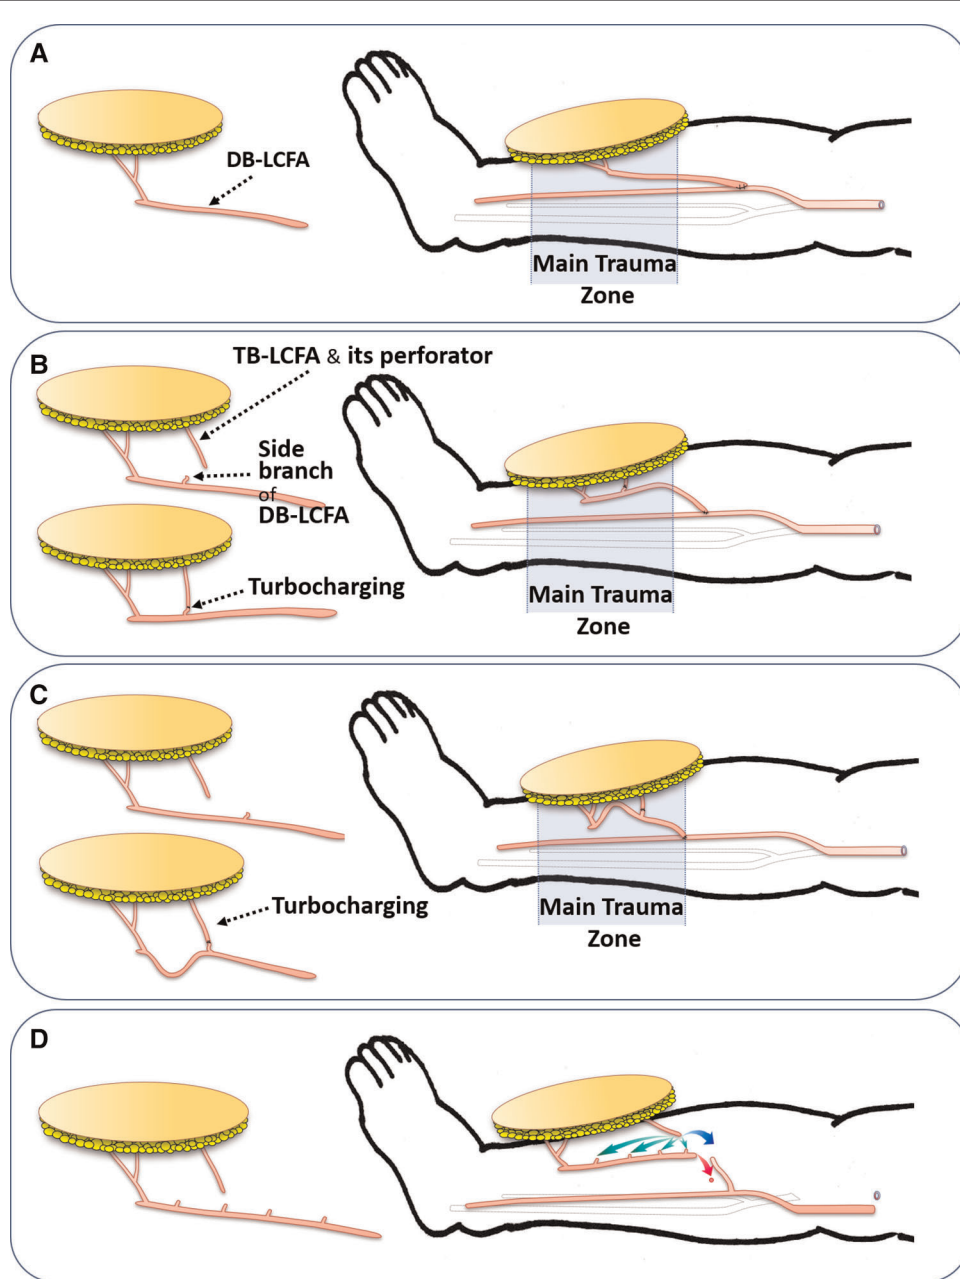 A
DB-LCFA
Main Trauma
Zone
B
TB-LCFA & its perforator
Side
branch
of
DB-LCFA
Turbocharging
Main Trauma
Zone
C
Turbocharging
Main Trauma
Zone
D